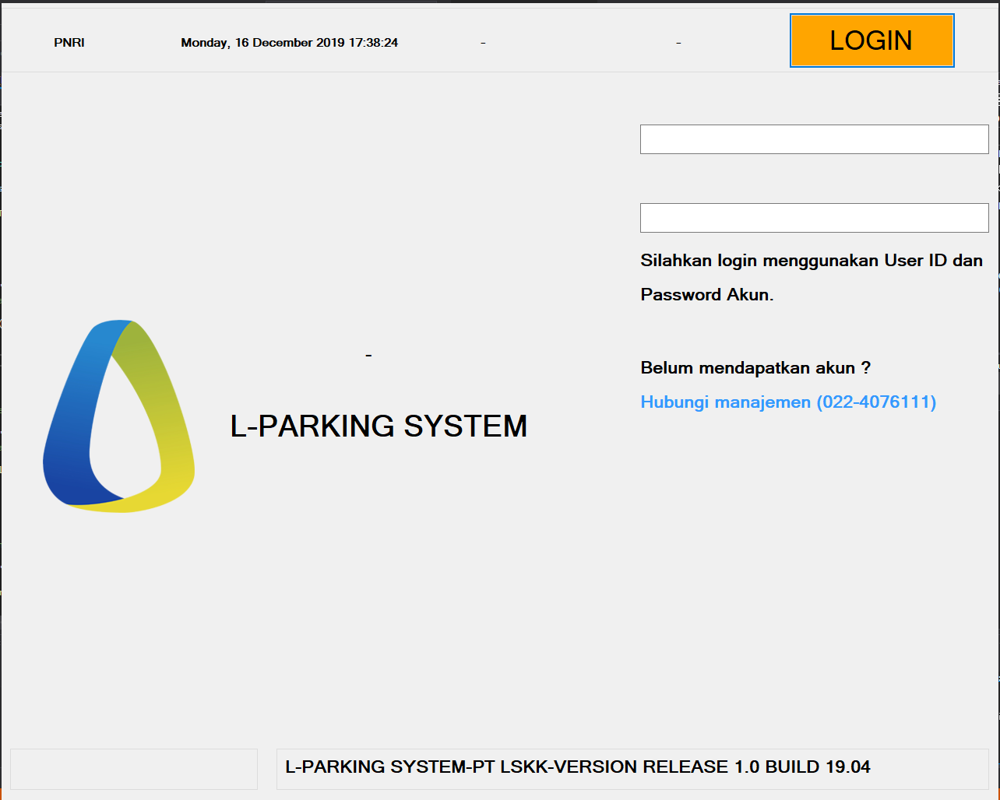 PNRI
Monday, 16 December 2019 17:38:24
-
-
LOGIN
Silahkan login menggunakan User ID dan
Password Akun.
-
Belum mendapatkan akun ?
Hubungi manajemen (022-4076111)
L-PARKING SYSTEM
L-PARKING SYSTEM-PT LSKK-VERSION RELEASE 1.0 BUILD 19.04